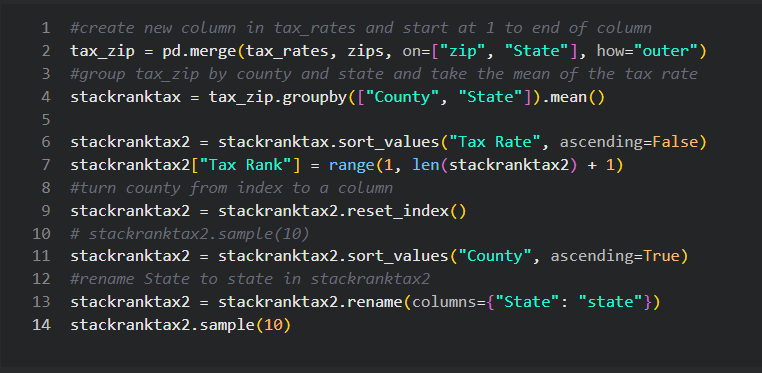 1 #create new column in tax_rates and start at 1 to end of column
2 tax_zip = pd.merge(tax_rates, zips, on=["zip", "State"], how="outer")
3 #group tax_zip by county and state and take the mean of the tax rate
4 stackranktax = tax_zip.groupby(["County", "State"]).mean()
5
6 stackranktax2 = stackranktax.sort_values("Tax Rate", ascending=False)
7 stackranktax2["Tax Rank"] = range(1, len(stackranktax2) + 1)
8 #turn county from index to a column
9 stackranktax2 = stackranktax2.reset_index()
10 # stackranktax2.sample(10)
11 stackranktax2 = stackranktax2.sort_values("County", ascending=True)
12 #rename State to state in stackranktax2
13 stackranktax2 = stackranktax2.rename(columns={"State": "state"})
14 stackranktax2.sample(10)